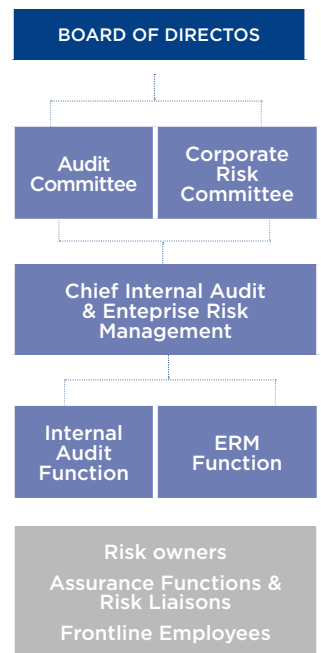 BOARD OF DIRECTOS
Audit
Committee
Corporate
Risk
Committee
Chief Internal Audit
& Enteprise Risk
Management
Internal
Audit
Function
ERM
Function
Risk owners
Assurance Functions &
Risk Liaisons
Frontline Employees